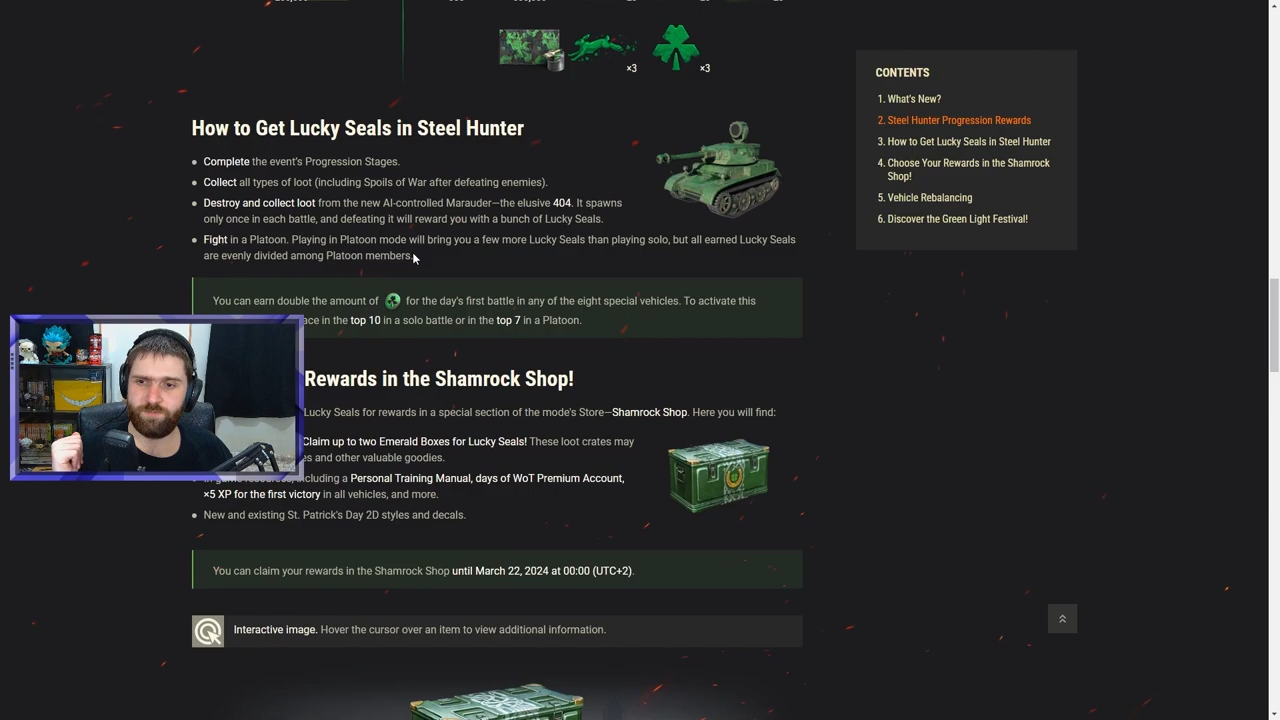 ×3
×3
How to Get Lucky Seals in Steel Hunter
Complete the event's Progression Stages.
Collect all types of loot (including Spoils of War after defeating enemies).
Destroy and collect loot from the new AI-controlled Marauder—the elusive 404. It spawns
only once in each battle, and defeating it will reward you with a bunch of Lucky Seals.
Fight in a Platoon. Playing in Platoon mode will bring you a few more Lucky Seals than playing solo, but all earned Lucky Seals
are evenly divided among Platoon members.
You can earn double the amount of for the day's first battle in any of the eight special vehicles. To activate this
in the top 10 in a solo battle or in the top 7 in a Platoon.
Rewards in the Shamrock Shop!
Lucky Seals for rewards in a special section of the mode's Store—Shamrock Shop. Here you will find:
Claim up to two Emerald Boxes for Lucky Seals! These loot crates may
and other valuable goodies.
including a Personal Training Manual, days of WoT Premium Account,
×5 XP for the first victory in all vehicles, and more.
New and existing St. Patrick's Day 2D styles and decals.
You can claim your rewards in the Shamrock Shop until March 22, 2024 at 00:00 (UTC+2).
Interactive image. Hover the cursor over an item to view additional information.
CONTENTS
1. What's New?
2. Steel Hunter Progression Rewards
3. How to Get Lucky Seals in Steel Hunter
4. Choose Your Rewards in the Shamrock
Shop!
5. Vehicle Rebalancing
6. Discover the Green Light Festival!